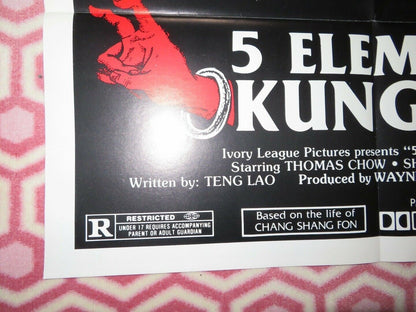 5 ELEM
KUNG
Ivory League Pictures presents "5
Starring THOMAS CHOW • SH
Written by: TENG LAO Produced by WAYN
R RESTRICTED
UNDER 17 REQUIRES ACCOMPANYING
PARENT OR ADULT GUARDIAN
Based on the life of
CHANG SHANG FON
P
DO